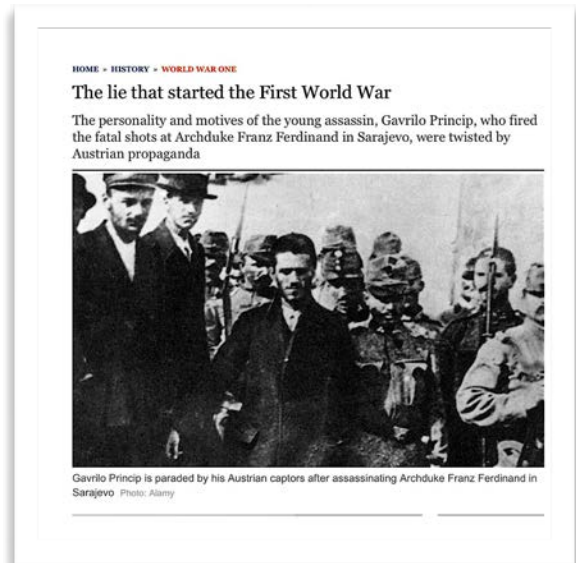 HOME » HISTORY » WORLD WAR ONE
The lie that started the First World War
The personality and motives of the young assassin, Gavrilo Princip, who fired
the fatal shots at Archduke Franz Ferdinand in Sarajevo, were twisted by
Austrian propaganda
Gavrilo Princip is paraded by his Austrian captors after assassinating Archduke Franz Ferdinand in
Sarajevo Photo: Alamy